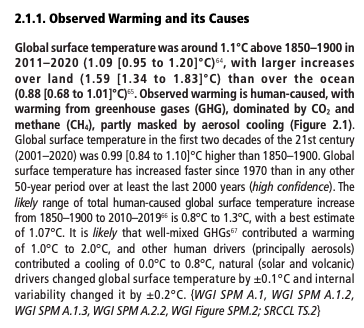 2.1.1. Observed Warming and its Causes
Global surface temperature was around 1.1°C above 1850–1900 in
2011–2020 (1.09 [0.95 to 1.20]°C)⁶⁴, with larger increases
over land (1.59 [1.34 to 1.83]°C) than over the ocean
(0.88 [0.68 to 1.01]°C)⁶⁵. Observed warming is human-caused, with
warming from greenhouse gases (GHG), dominated by CO₂ and
methane (CH₄), partly masked by aerosol cooling (Figure 2.1).
Global surface temperature in the first two decades of the 21st century
(2001–2020) was 0.99 [0.84 to 1.10]°C higher than 1850–1900. Global
surface temperature has increased faster since 1970 than in any other
50-year period over at least the last 2000 years (high confidence). The
likely range of total human-caused global surface temperature increase
from 1850–1900 to 2010–2019⁶⁶ is 0.8°C to 1.3°C, with a best estimate
of 1.07°C. It is likely that well-mixed GHGs⁶⁷ contributed a warming
of 1.0°C to 2.0°C, and other human drivers (principally aerosols)
contributed a cooling of 0.0°C to 0.8°C, natural (solar and volcanic)
drivers changed global surface temperature by ±0.1°C and internal
variability changed it by ±0.2°C. {WGI SPM A.1, WGI SPM A.1.2,
WGI SPM A.1.3, WGI SPM A.2.2, WGI Figure SPM.2; SRCCL TS.2}